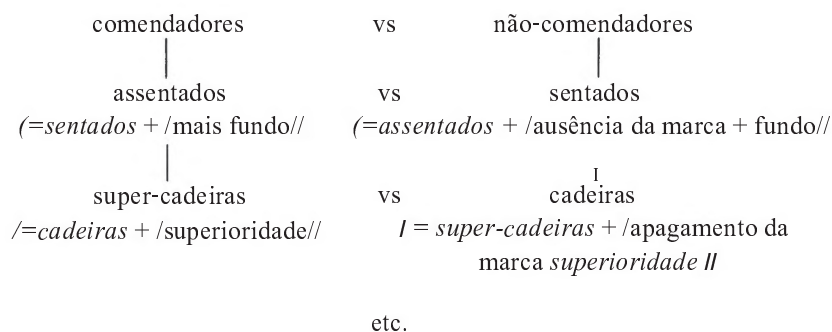 comendadores vs não-comendadores
assentados vs sentados
(=sentados + /mais fundo// (=assentados + /ausência da marca + fundo//
I
super-cadeiras vs cadeiras
/=cadeiras + /superioridade// I = super-cadeiras + /apagamento da
marca superioridade II
etc.